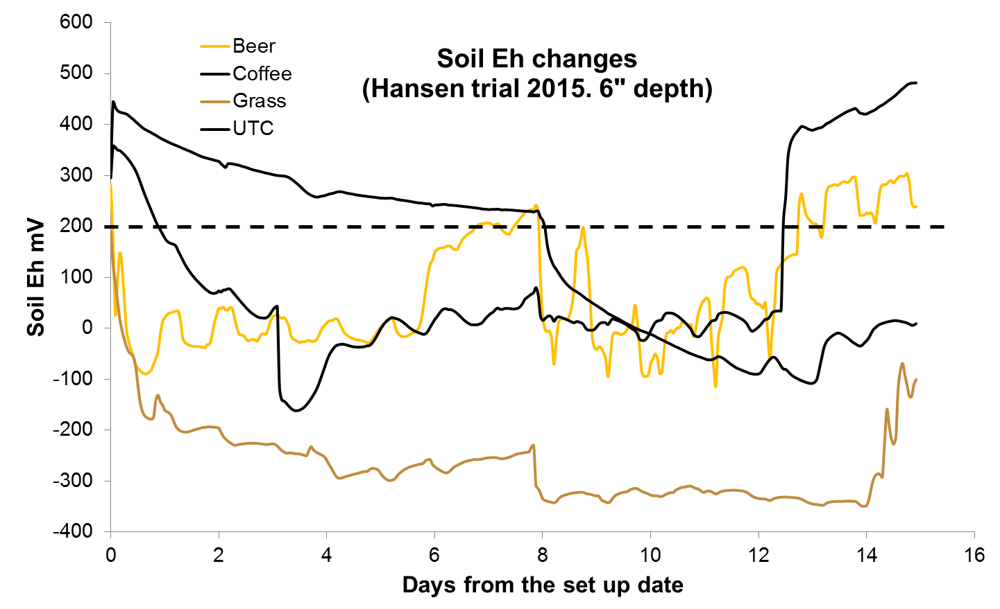 Soil Eh changes
(Hansen trial 2015. 6" depth)
Beer
Coffee
Grass
UTC
Soil Eh mV
600
500
400
300
200
100
0
-100
-200
-300
-400
0 2 4 6 8 10 12 14 16
Days from the set up date